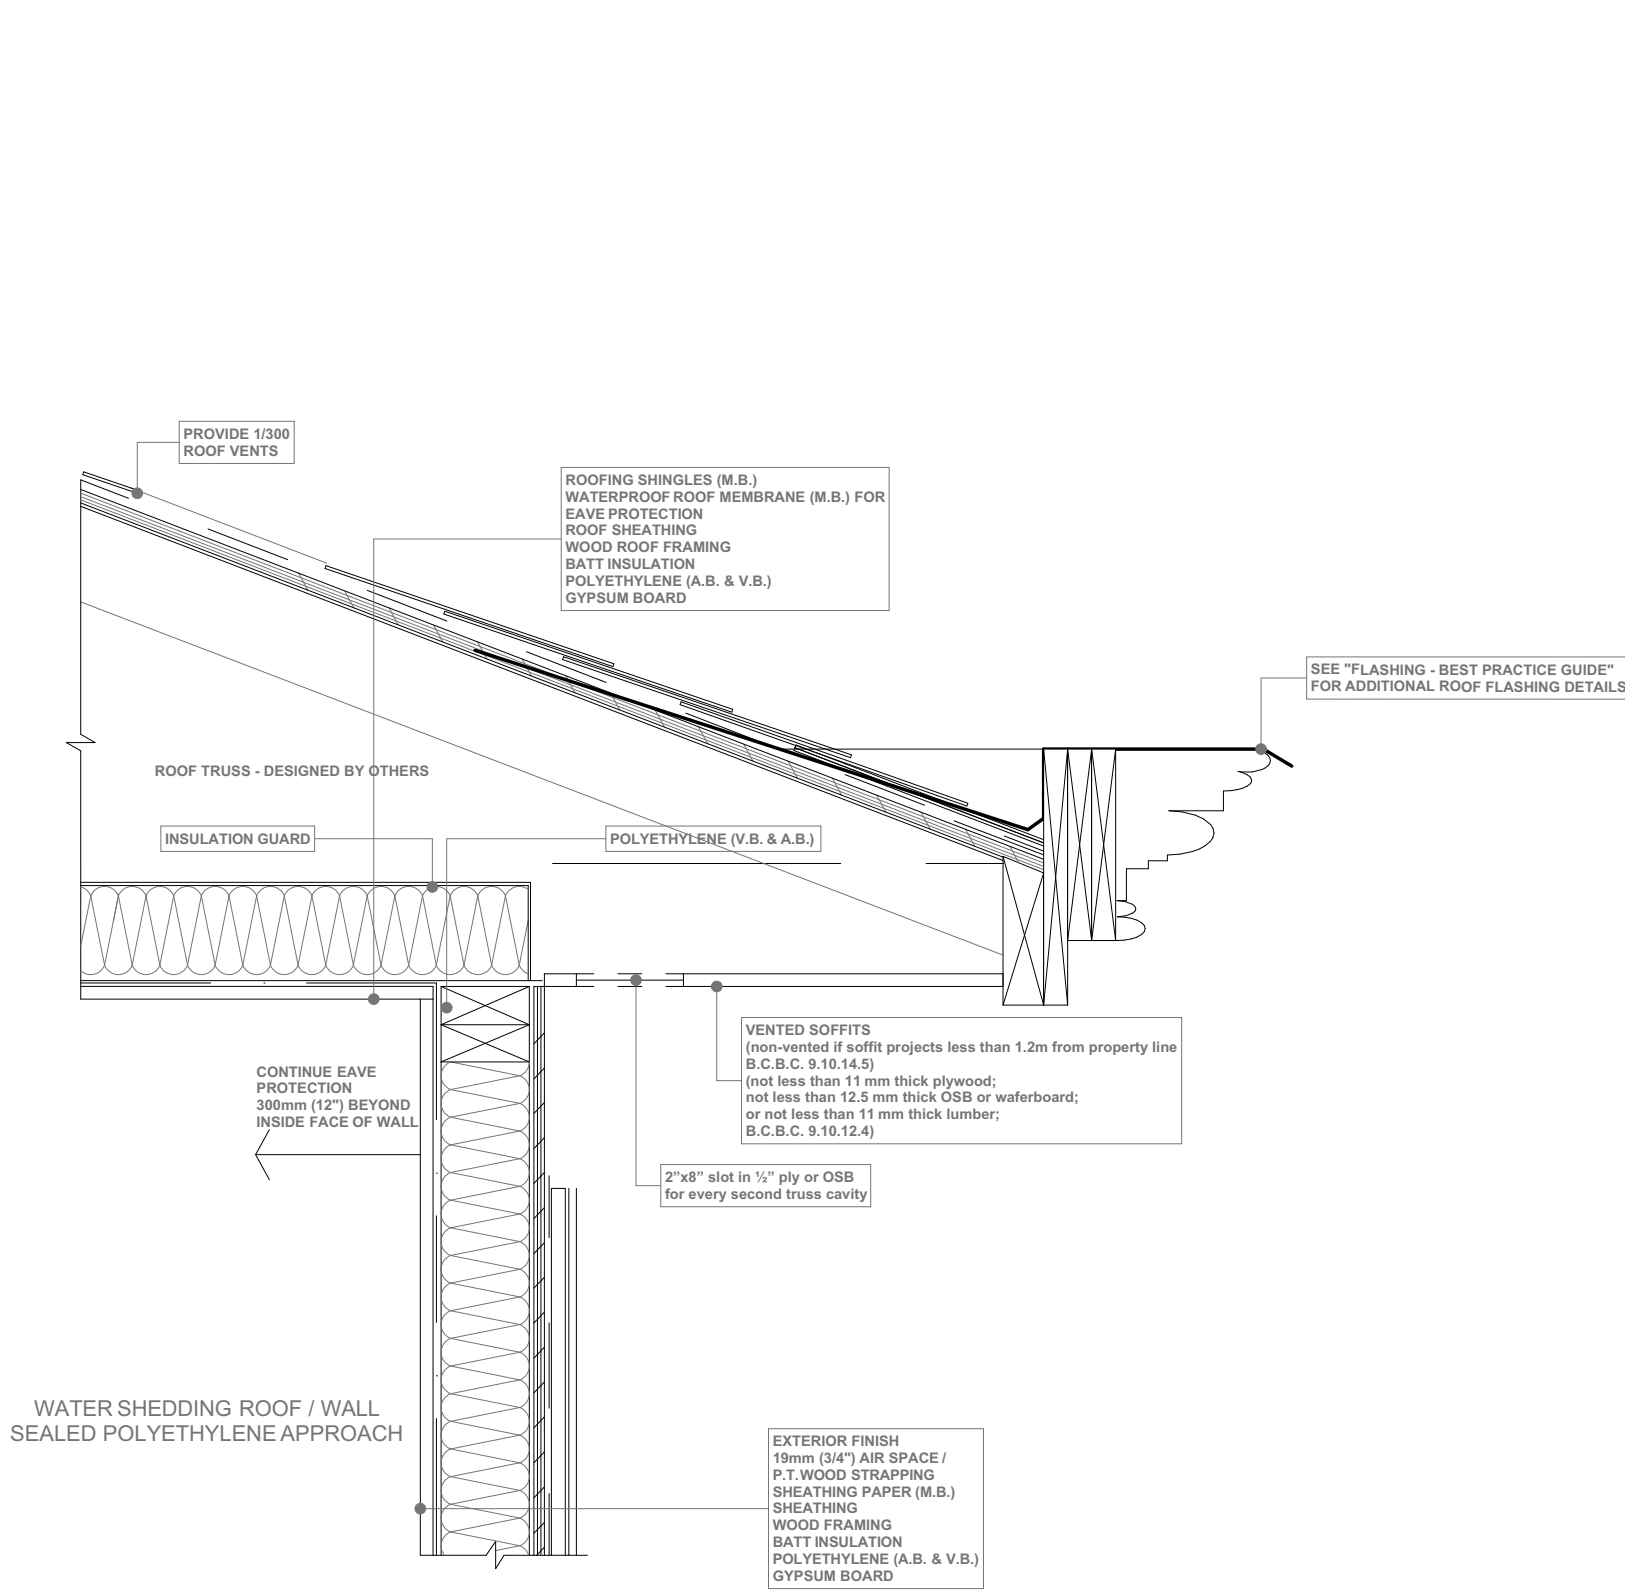 PROVIDE 1/300
ROOF VENTS
ROOFING SHINGLES (M.B.)
WATERPROOF ROOF MEMBRANE (M.B.) FOR
EAVE PROTECTION
ROOF SHEATHING
WOOD ROOF FRAMING
BATT INSULATION
POLYETHYLENE (A.B. & V.B.)
GYPSUM BOARD
SEE "FLASHING - BEST PRACTICE GUIDE"
FOR ADDITIONAL ROOF FLASHING DETAILS
ROOF TRUSS - DESIGNED BY OTHERS
INSULATION GUARD
POLYETHYLENE (V.B. & A.B.)
VENTED SOFFITS
(non-vented if soffit projects less than 1.2m from property line
B.C.B.C. 9.10.14.5)
(not less than 11 mm thick plywood;
not less than 12.5 mm thick OSB or waferboard;
or not less than 11 mm thick lumber;
B.C.B.C. 9.10.12.4)
CONTINUE EAVE
PROTECTION
300mm (12") BEYOND
INSIDE FACE OF WALL
2”x8” slot in ½” ply or OSB
for every second truss cavity
WATER SHEDDING ROOF / WALL
SEALED POLYETHYLENE APPROACH
EXTERIOR FINISH
19mm (3/4") AIR SPACE /
P.T. WOOD STRAPPING
SHEATHING PAPER (M.B.)
SHEATHING
WOOD FRAMING
BATT INSULATION
POLYETHYLENE (A.B. & V.B.)
GYPSUM BOARD